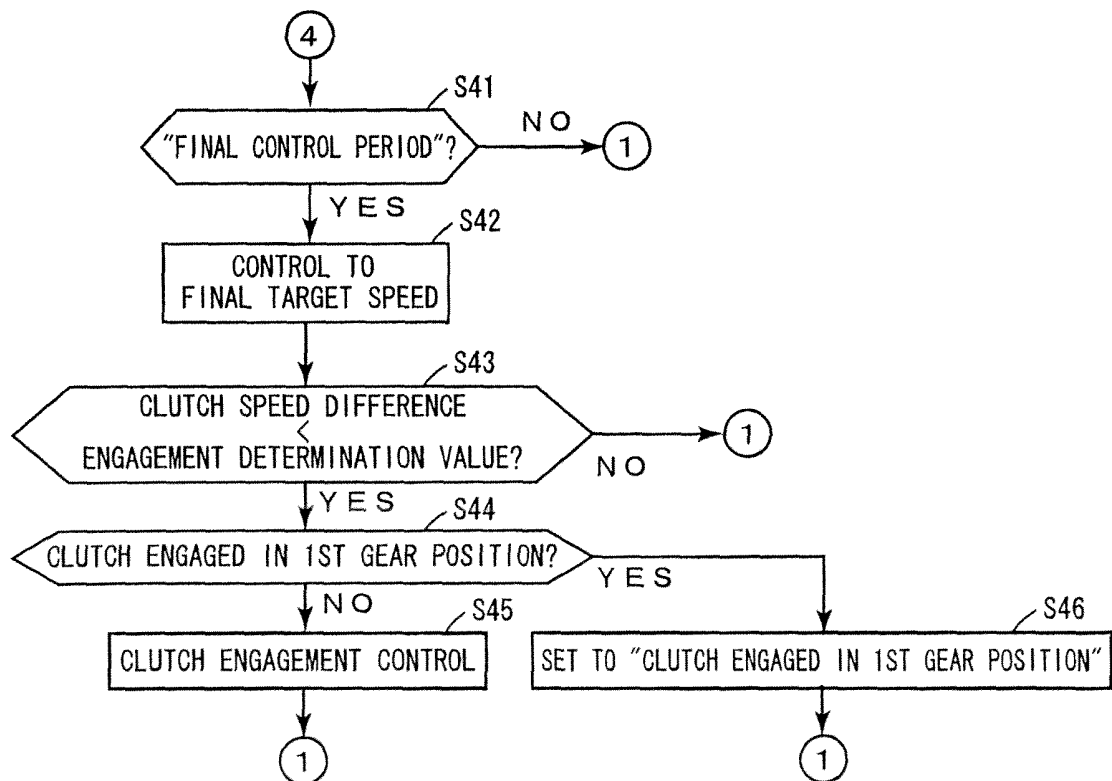 4
S41
"FINAL CONTROL PERIOD"?
NO
1
YES
S42
CONTROL TO
FINAL TARGET SPEED
S43
CLUTCH SPEED DIFFERENCE
<
ENGAGEMENT DETERMINATION VALUE?
1
NO
YES
S44
CLUTCH ENGAGED IN 1ST GEAR POSITION?
YES
NO
S45
CLUTCH ENGAGEMENT CONTROL
S46
SET TO "CLUTCH ENGAGED IN 1ST GEAR POSITION"
1
1